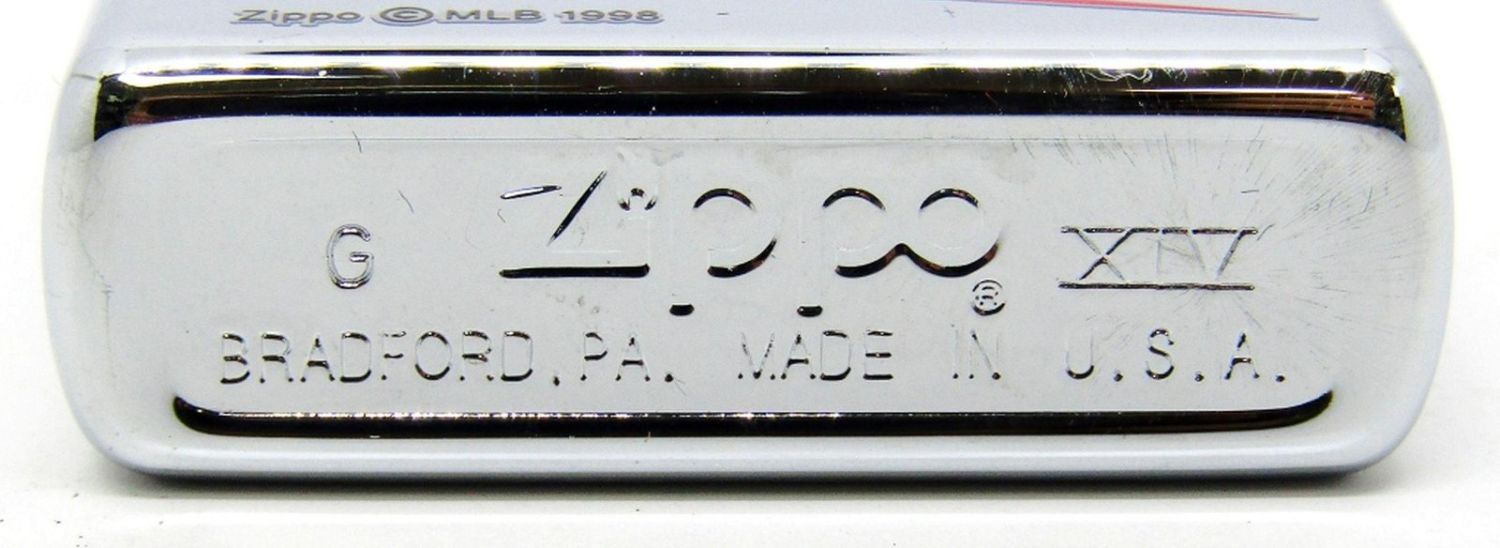 Zippo © MLB 1998
G Zippo® XIV
BRADFORD, PA. MADE IN U.S.A.